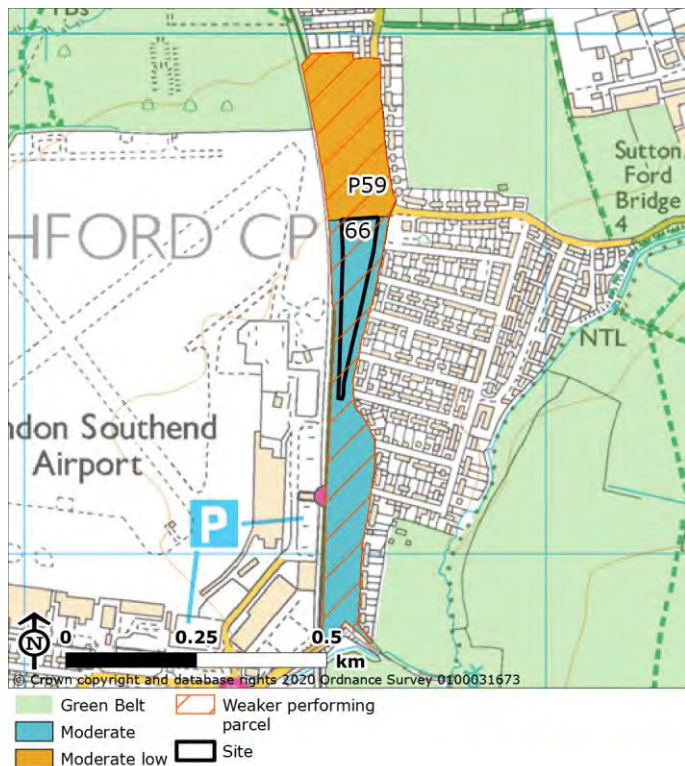 TBs
P59
Sutton
Ford
Bridge
4
HFORD CP
66
NTL
ndon Southend
Airport
P
N
0 0.25 0.5
km
© Crown copyright and database rights 2020 Ordnance Survey 0100031673
Green Belt
Weaker performing
parcel
Moderate
Site
Moderate low